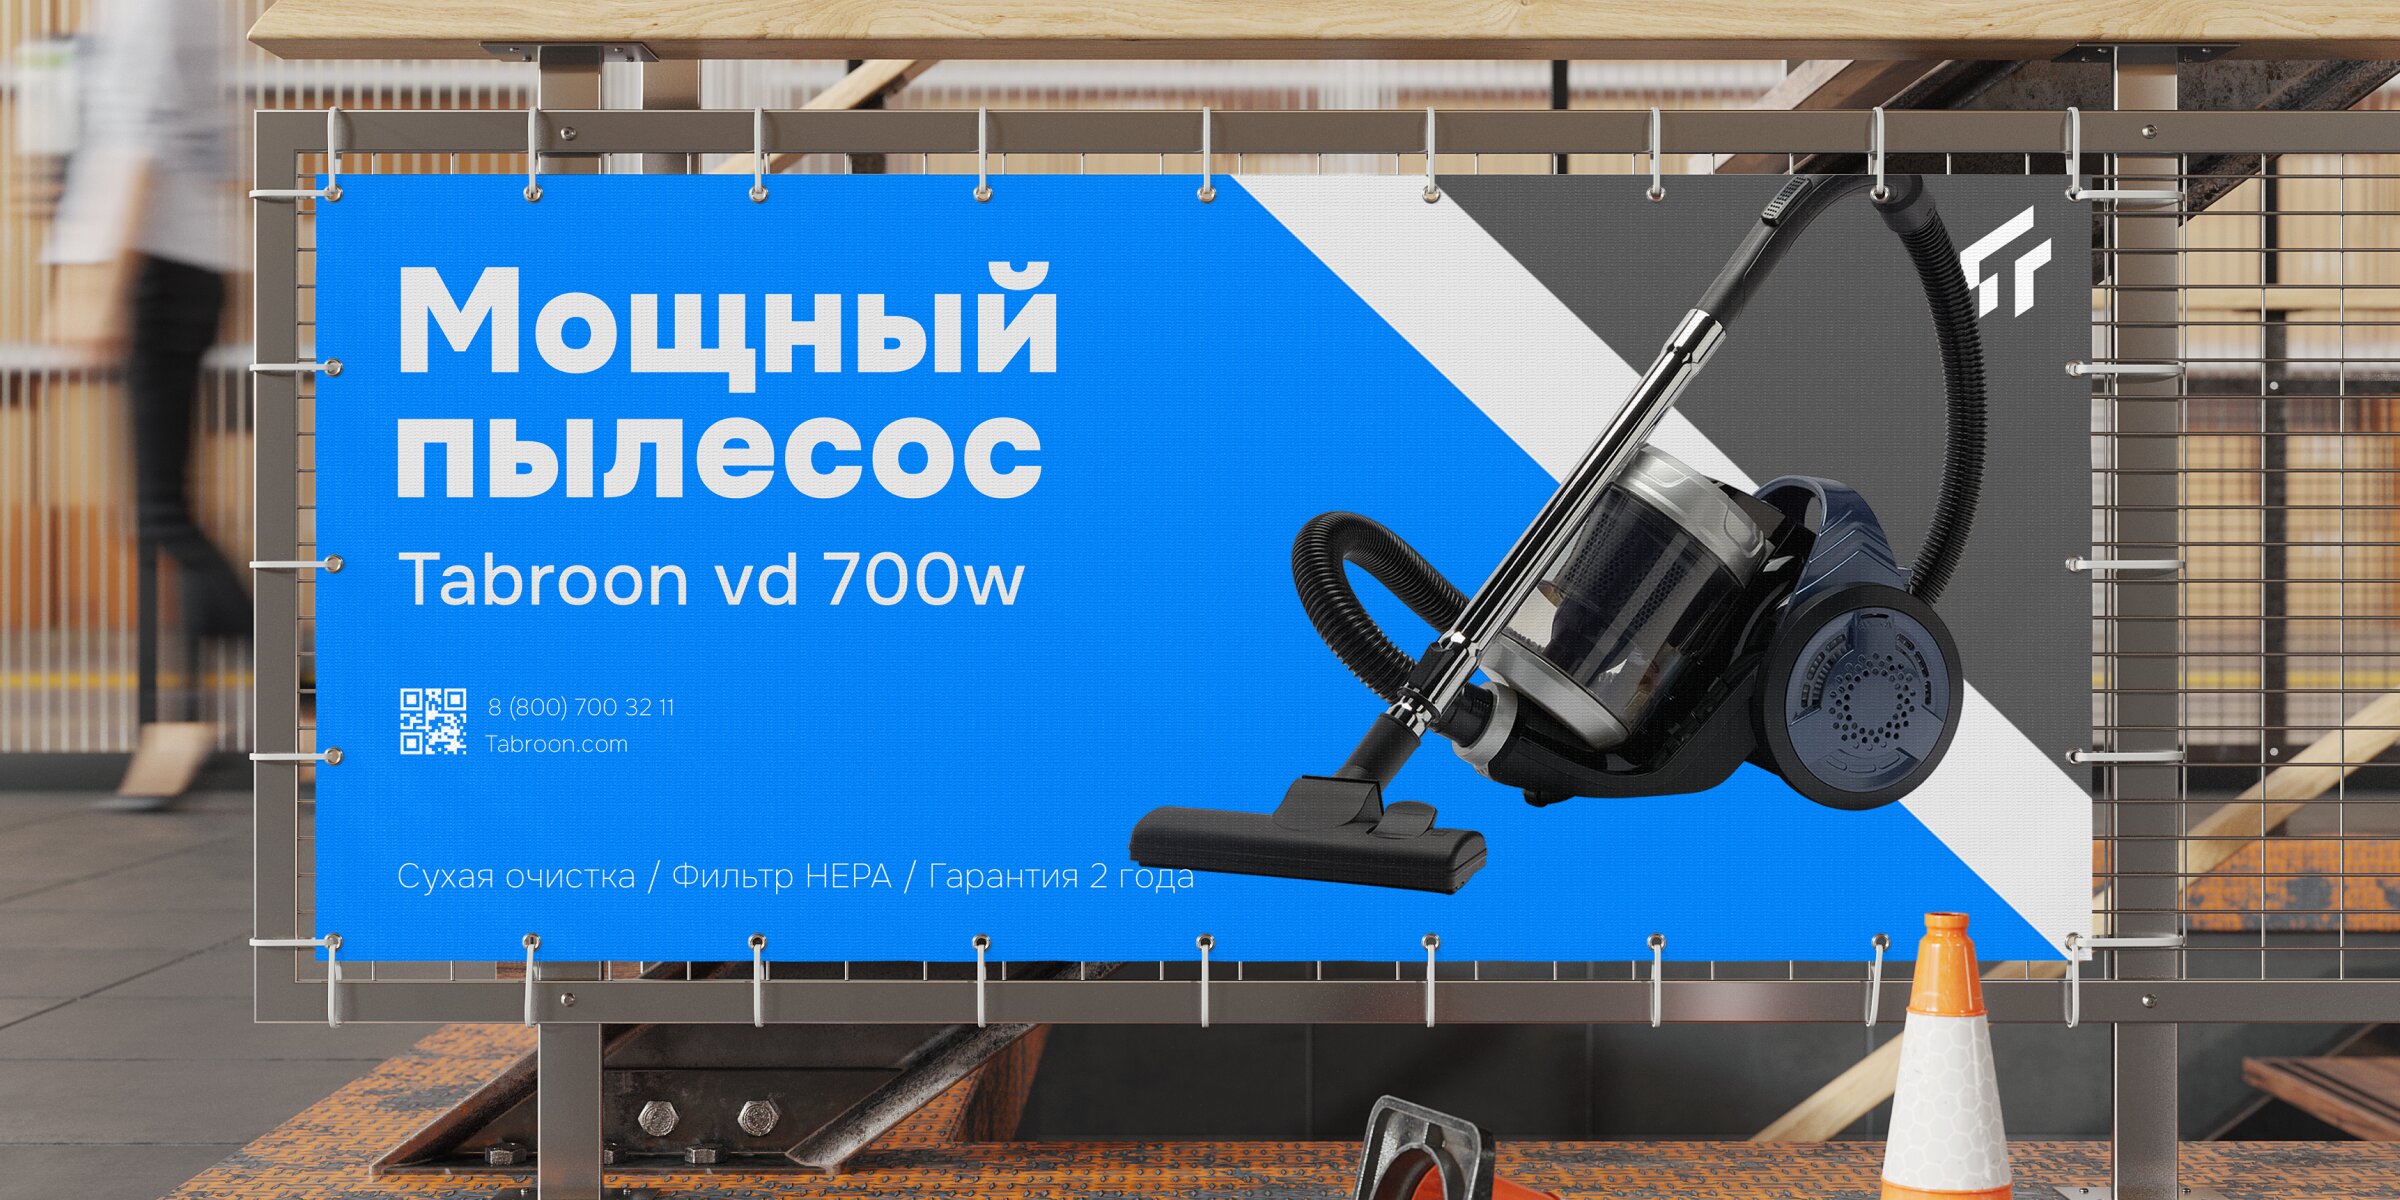 Мощный
пылесос
Tabroon vd 700w
8 (800) 700 32 11
Tabroon.com
Сухая очистка / Фильтр HEPA / Гарантия 2 года